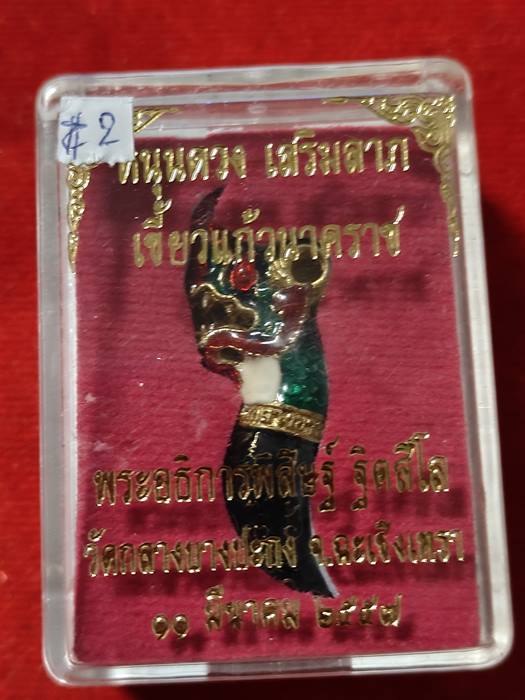 #2
หนุนดวง เสริมลาภ
เขี้ยวแก้วนาคราช
พระอธิการพิสิษฐ์ ฐิตสีโล
วัดกลางบางปะกง จ.ฉะเชิงเทรา
๑๑ มีนาคม ๒๕๕๗